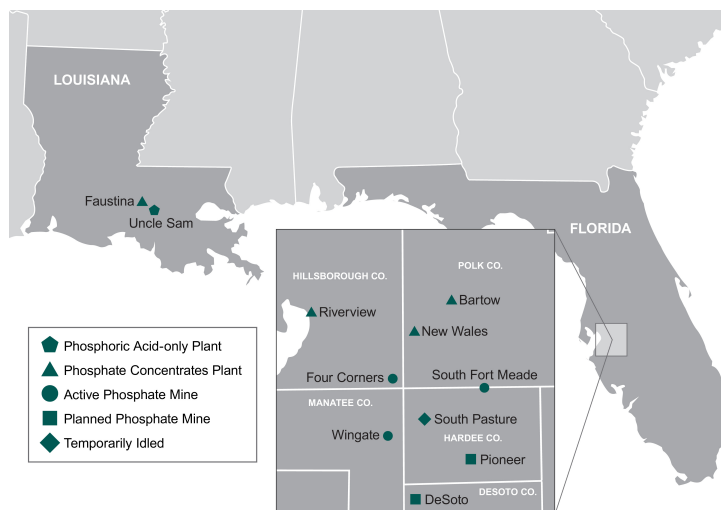 LOUISIANA
Faustina
Uncle Sam
FLORIDA
HILLSBOROUGH CO.
POLK CO.
Bartow
Riverview
New Wales
Four Corners
South Fort Meade
MANATEE CO.
South Pasture
Wingate
HARDEE CO.
Pioneer
DESOTO CO.
DeSoto
Phosphoric Acid-only Plant
Phosphate Concentrates Plant
Active Phosphate Mine
Planned Phosphate Mine
Temporarily Idled